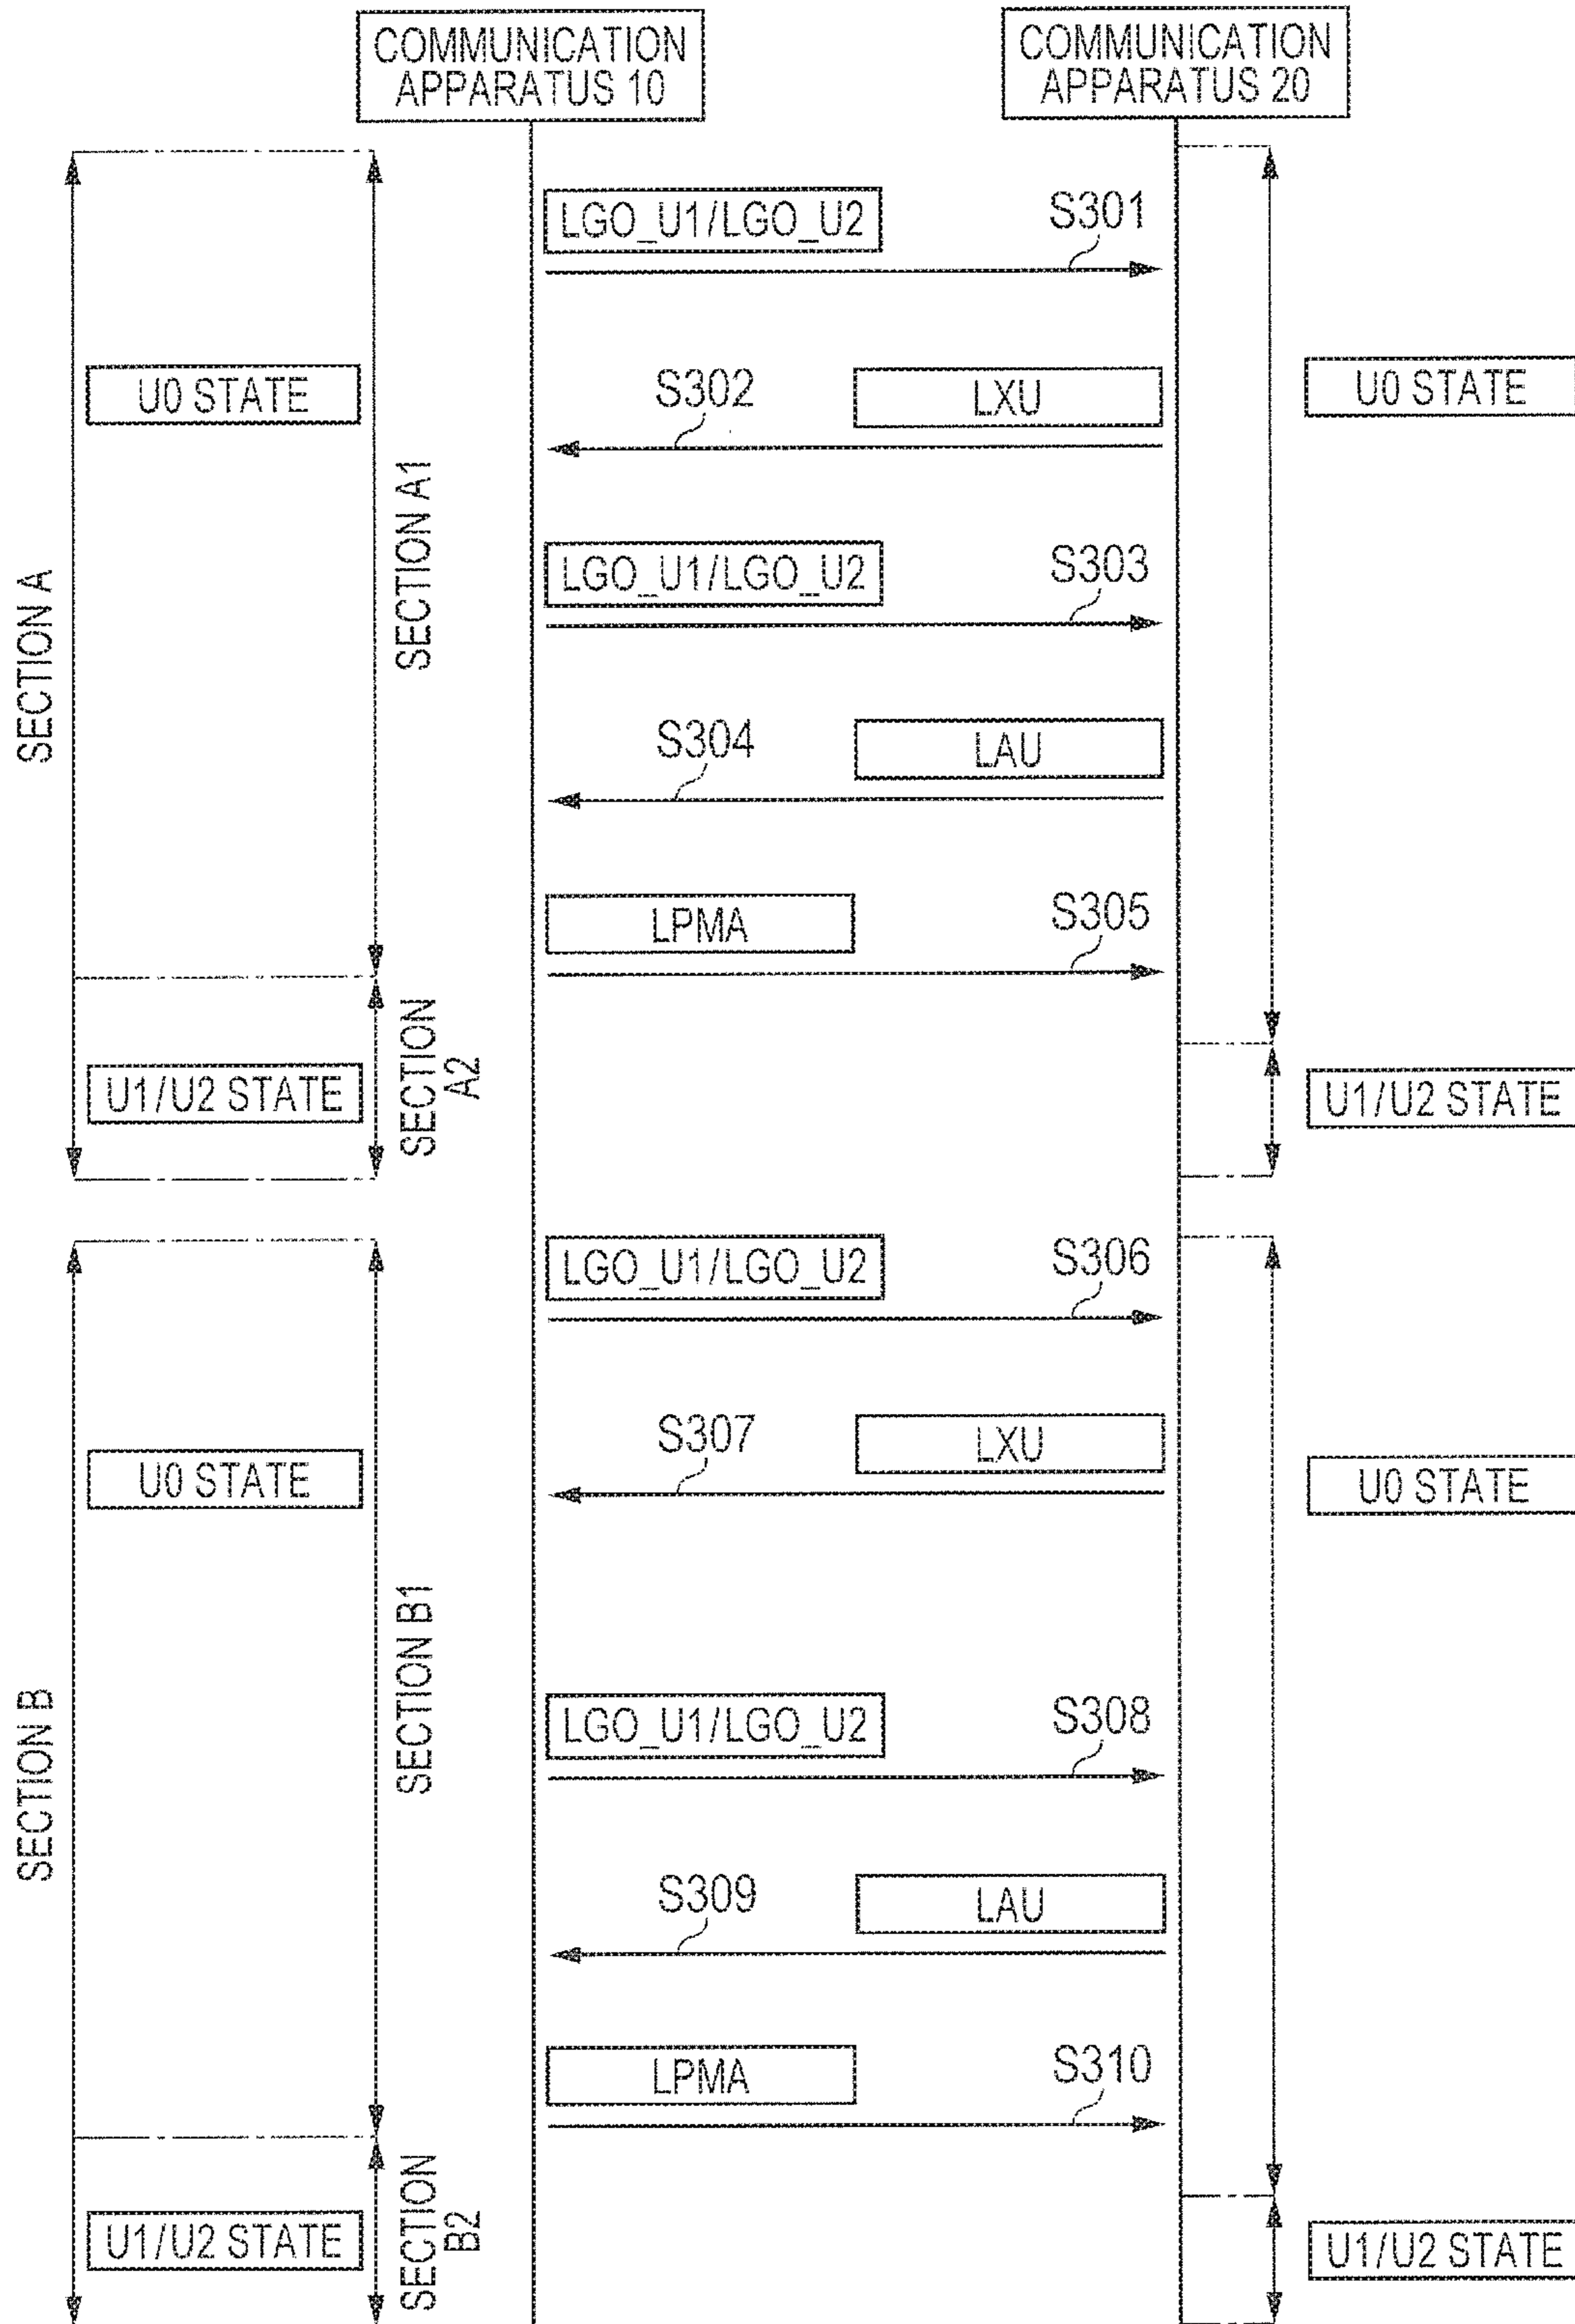 COMMUNICATION
APPARATUS 10
COMMUNICATION
APPARATUS 20
LGO_U1/LGO_U2
S301
U0 STATE
S302
LXU
U0 STATE
SECTION A
SECTION A1
LGO_U1/LGO_U2
S303
S304
LAU
LPMA
S305
U1/U2 STATE
SECTION
A2
U1/U2 STATE
LGO_U1/LGO_U2
S306
U0 STATE
S307
LXU
U0 STATE
SECTION B
SECTION B1
LGO_U1/LGO_U2
S308
S309
LAU
LPMA
S310
U1/U2 STATE
SECTION
B2
U1/U2 STATE